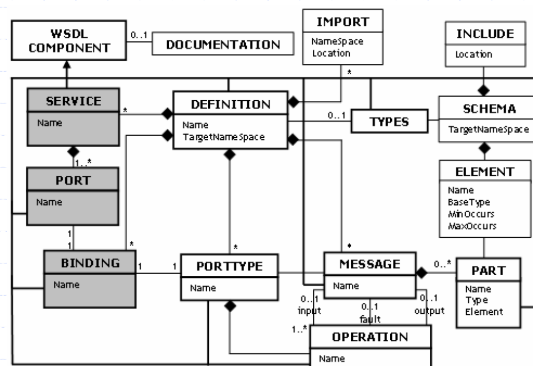 WSDL
COMPONENT
0..1
DOCUMENTATION
IMPORT
NameSpace
Location
*
INCLUDE
Location
SERVICE
Name
*
DEFINITION
Name
TargetNameSpace
0..1
TYPES
SCHEMA
TargetNameSpace
1..*
PORT
Name
ELEMENT
Name
BaseType
MinOccurs
MaxOccurs
1
1
*
*
*
BINDING
Name
1
1
PORTTYPE
Name
MESSAGE
Name
0..*
PART
Name
Type
Element
0..1
input
0..1
fault
0..1
output
1..*
OPERATION
Name